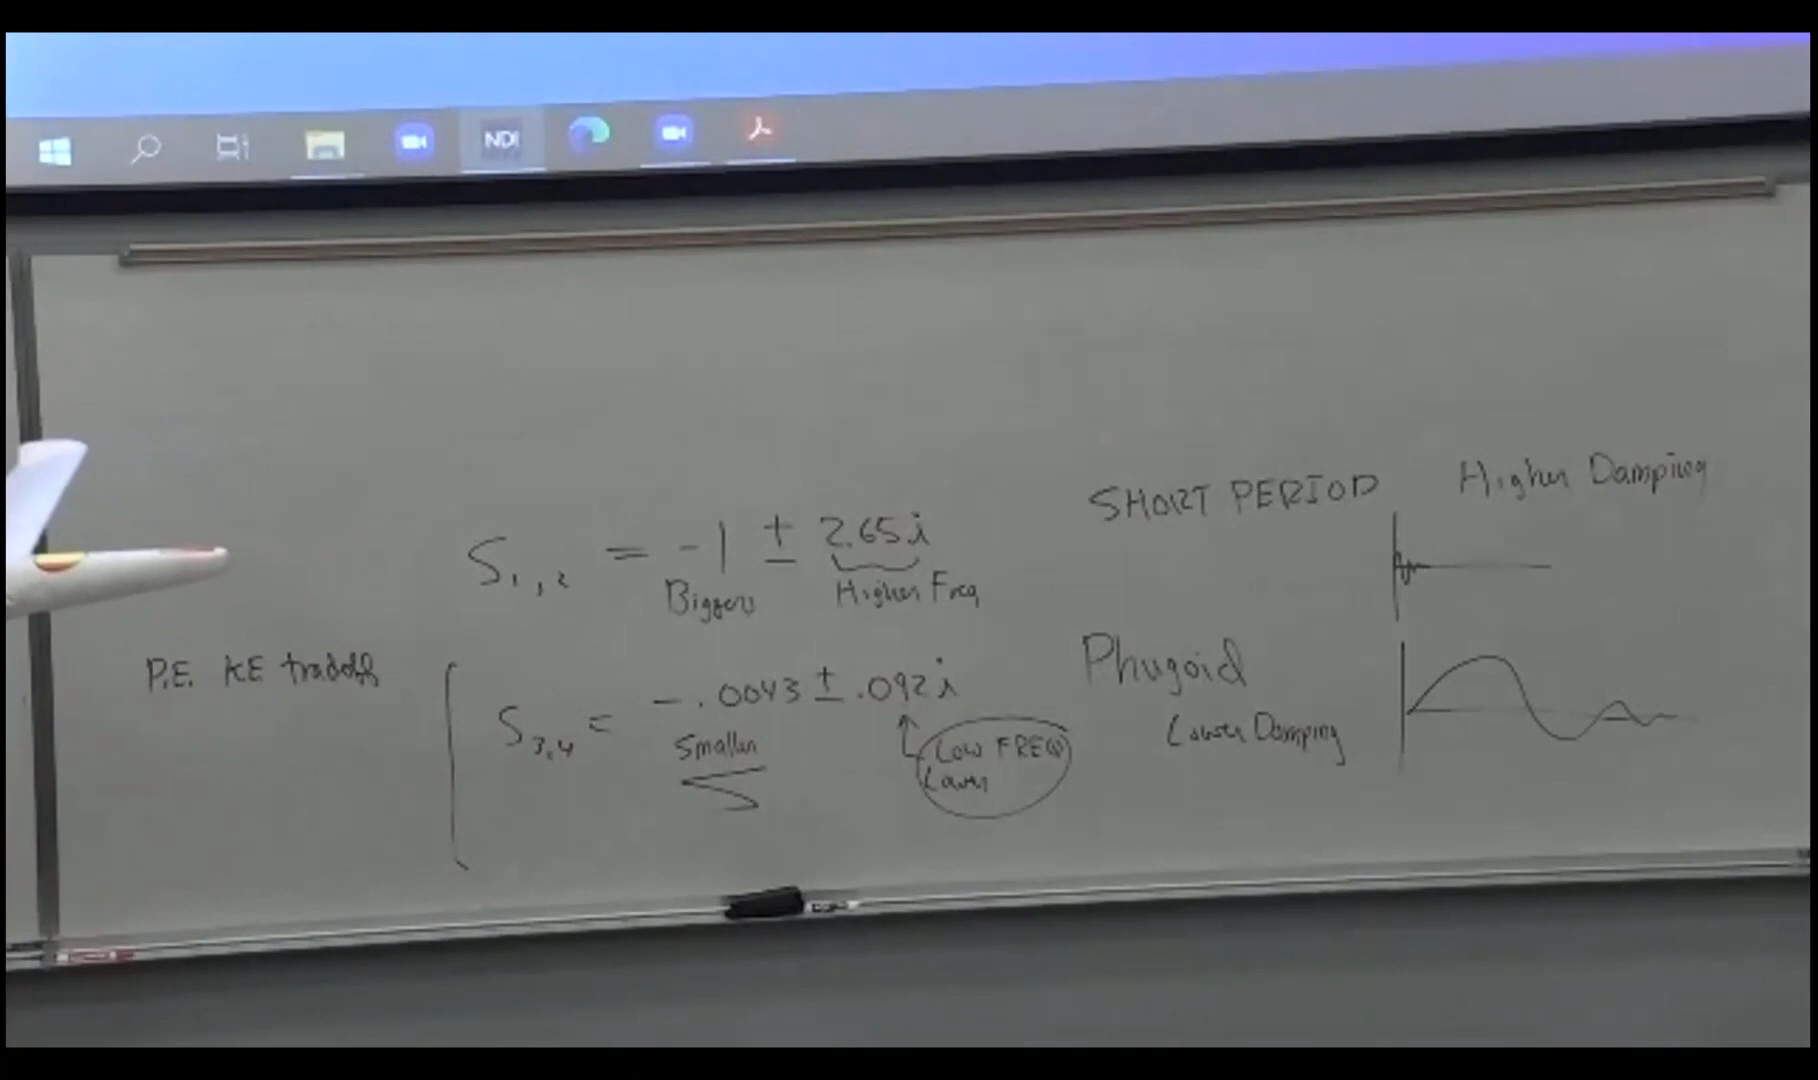 NDI
SHORT PERIOD Higher Damping
S1,2 = -1 ± 2.65i
Bigger Higher Freq
P.E. KE tradoff
S3,4 = -.0043 ± .092i
Phugoid
Lower Damping
Smaller
Low FREQ
Lower